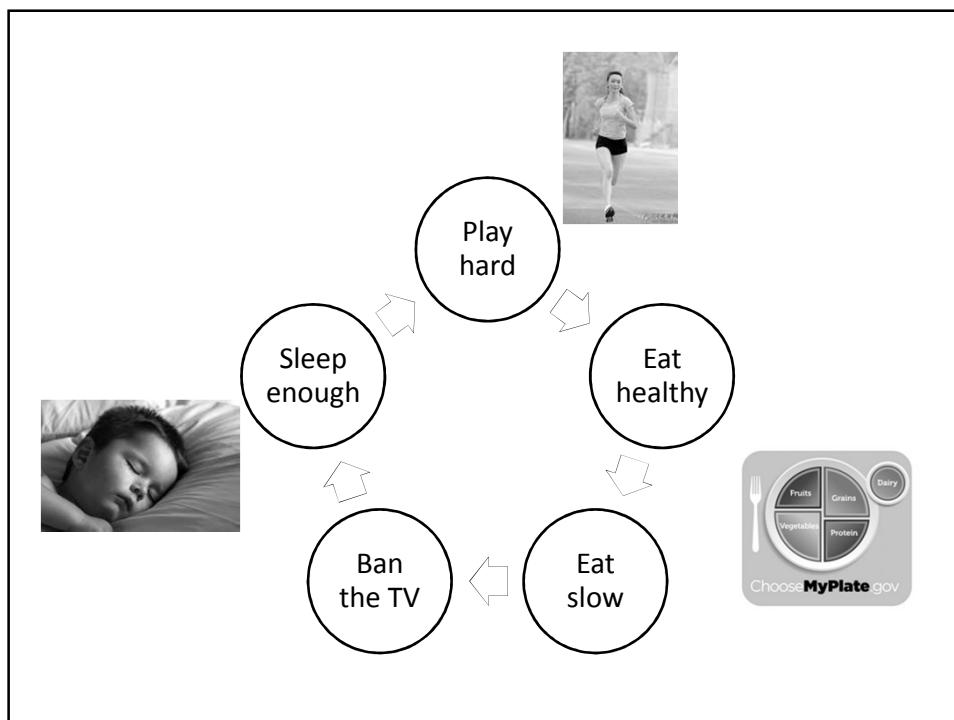 Play
hard
Eat
healthy
Eat
slow
Ban
the TV
Sleep
enough
Fruits
Grains
Dairy
Vegetables
Protein
ChooseMyPlate.gov